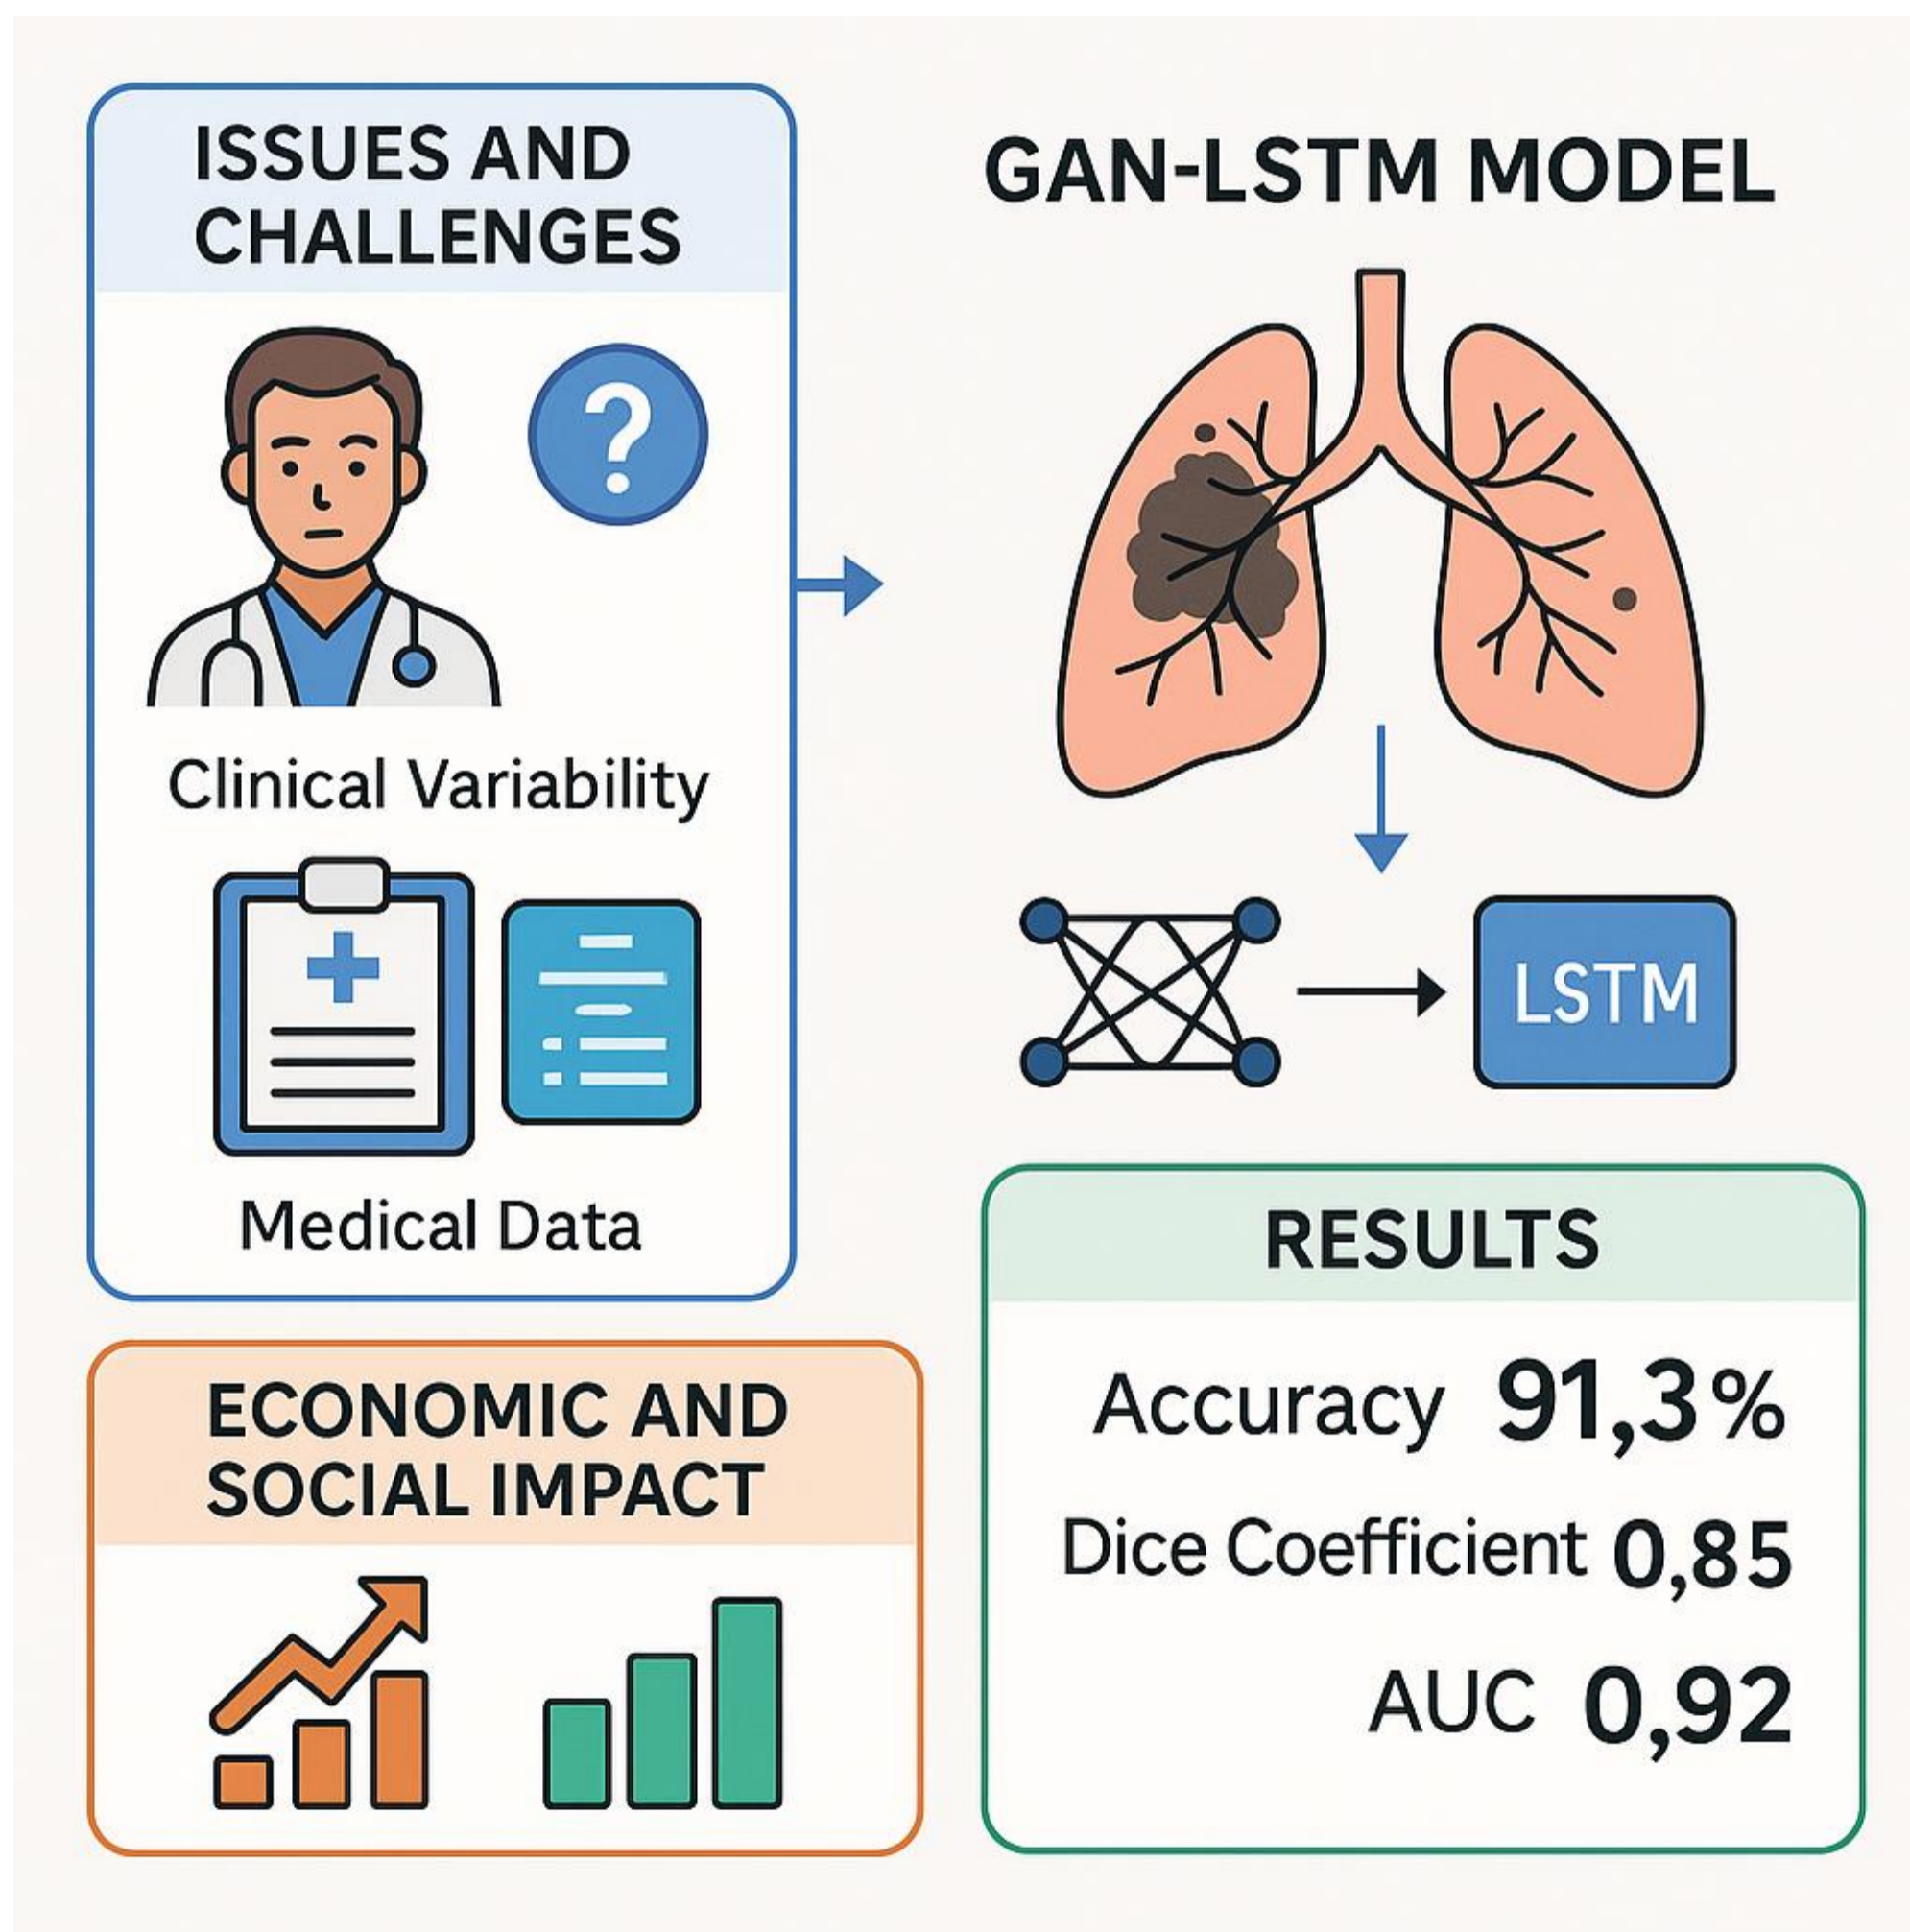 ISSUES AND
CHALLENGES
Clinical Variability
Medical Data
GAN-LSTM MODEL
LSTM
ECONOMIC AND
SOCIAL IMPACT
RESULTS
Accuracy 91,3%
Dice Coefficient 0,85
AUC 0,92